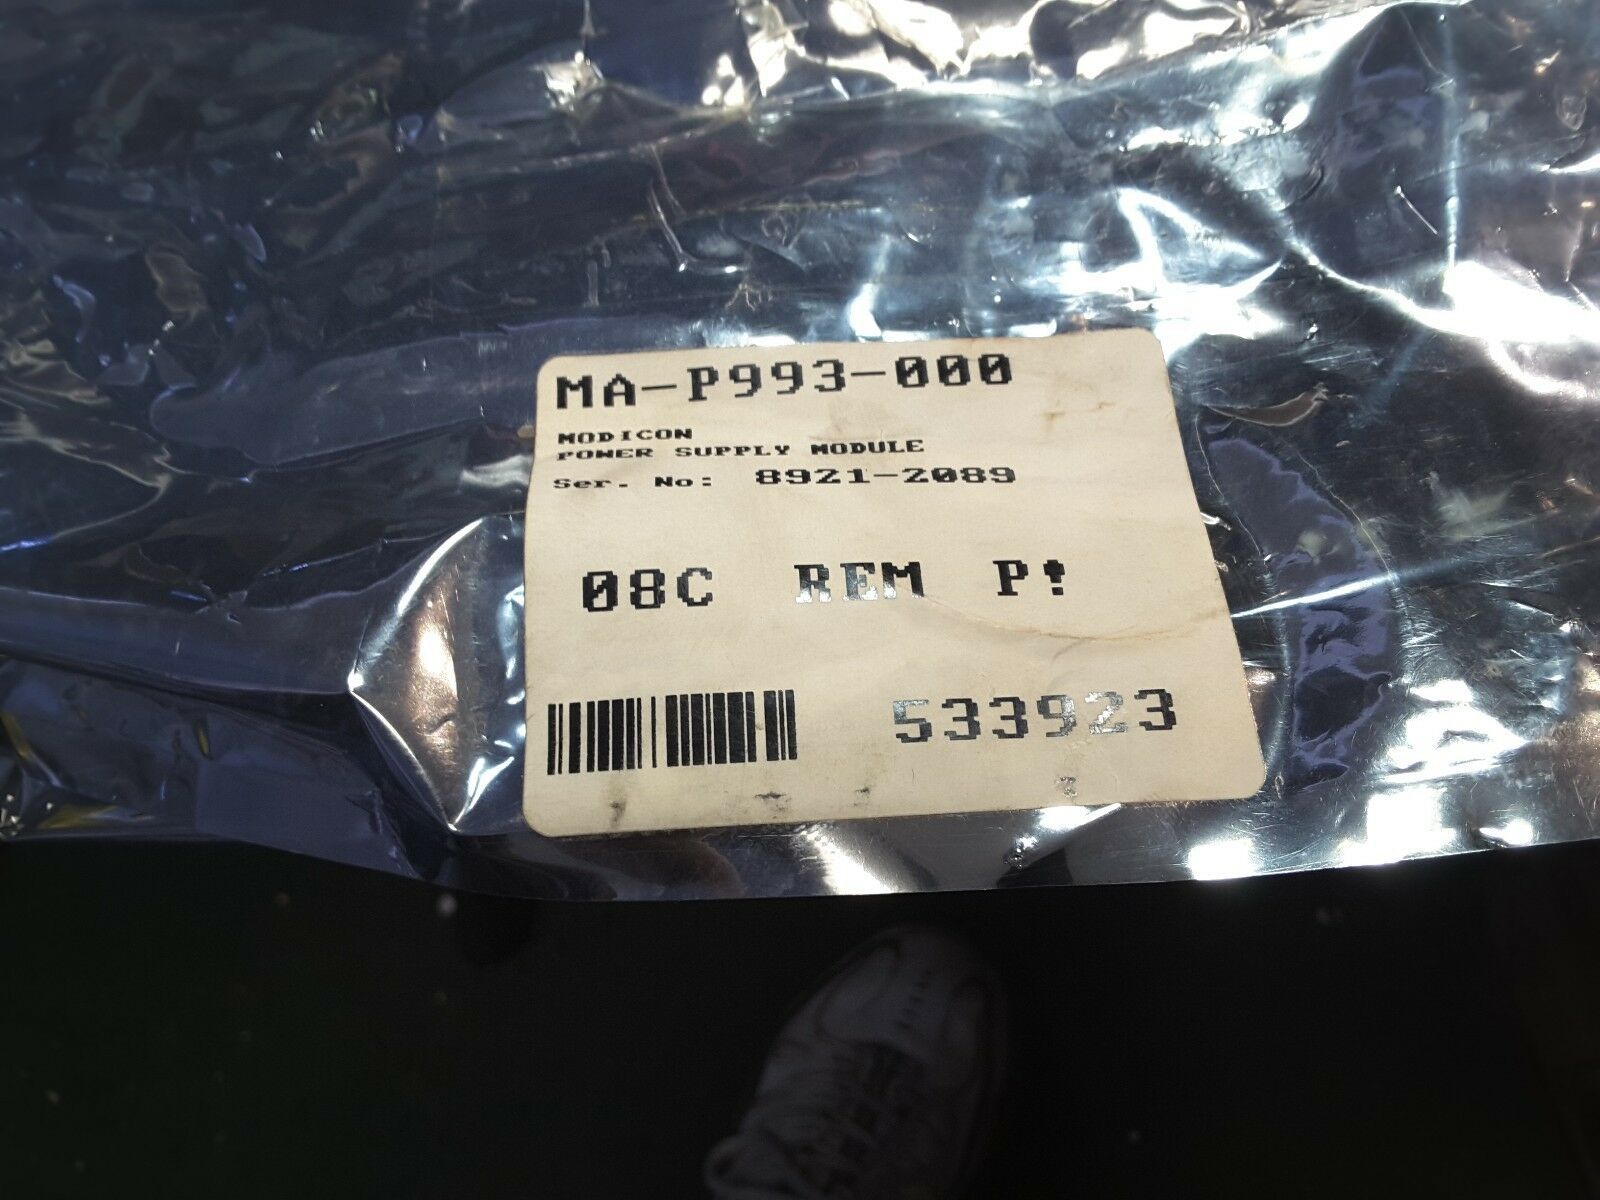 MA-P993-000
MODICON
POWER SUPPLY MODULE
Ser. No: 8921-2089
08C REM P!
533923